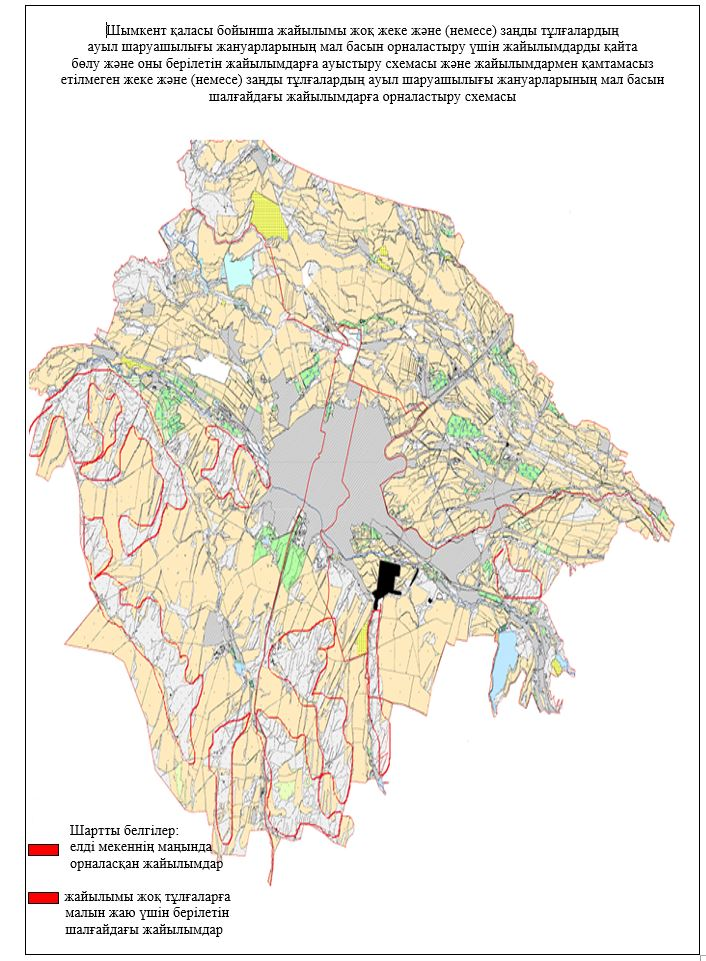 Шымкент қаласы бойынша жайылымы жоқ жеке және (немесе) заңды тұлғалардың
ауыл шаруашылығы жануарларының мал басын орналастыру үшін жайылымдарды қайта
бөлу және оны берілетін жайылымдарға ауыстыру схемасы және жайылымдармен қамтамасыз
етілмеген жеке және (немесе) заңды тұлғалардың ауыл шаруашылығы жануарларының мал басын
шалғайдағы жайылымдарға орналастыру схемасы
Шартты белгілер:
елді мекеннің маңында
орналасқан жайылымдар
жайылымы жоқ тұлғаларға
малын жаю үшін берілетін
шалғайдағы жайылымдар